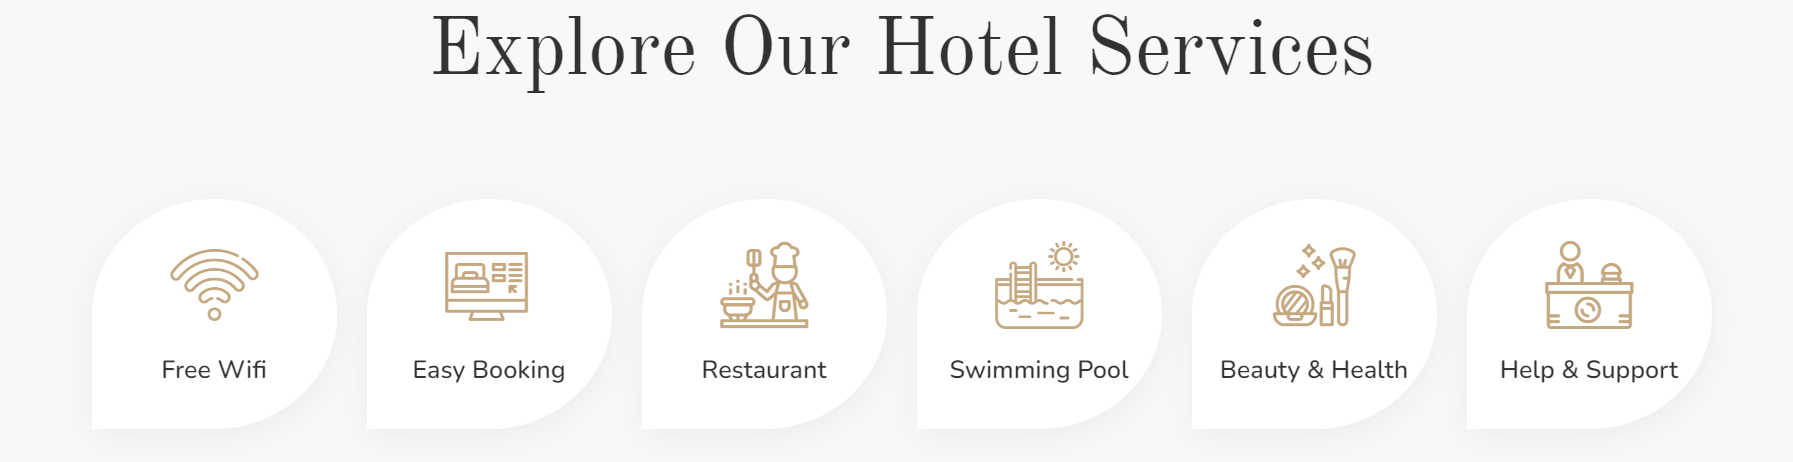 Explore Our Hotel Services
Free Wifi
Easy Booking
Restaurant
Swimming Pool
Beauty & Health
Help & Support